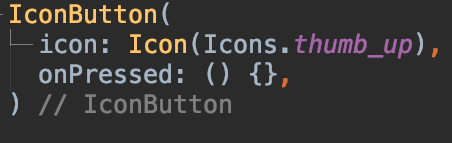 IconButton(
  icon: Icon(Icons.thumb_up),
  onPressed: () {},
) // IconButton